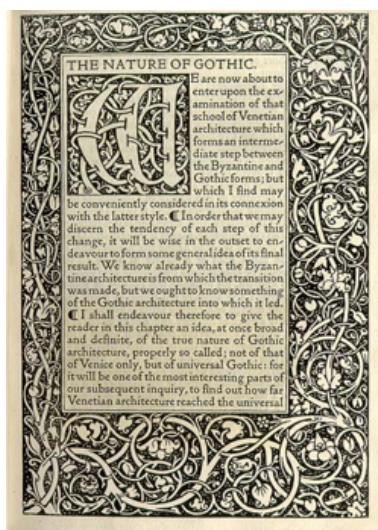 THE NATURE OF GOTHIC.
WE are now about to
enter upon the ex-
amination of that
school of Venetian
architecture which
forms an interme-
diate step between
the Byzantine and
Gothic forms; but
which I find may
be conveniently considered in its connexion
with the latter style. ⁋ In order that we may
discern the tendency of each step of this
change, it will be wise in the outset to en-
deavour to form some general idea of its final
result. We know already what the Byzan-
tine architecture is from which the transition
was made, but we ought to know something
of the Gothic architecture into which it led.
⁋ I shall endeavour therefore to give the
reader in this chapter an idea, at once broad
and definite, of the true nature of Gothic
architecture, properly so called; not of that
of Venice only, but of universal Gothic: for
it will be one of the most interesting parts of
our subsequent inquiry, to find out how far
Venetian architecture reached the universal